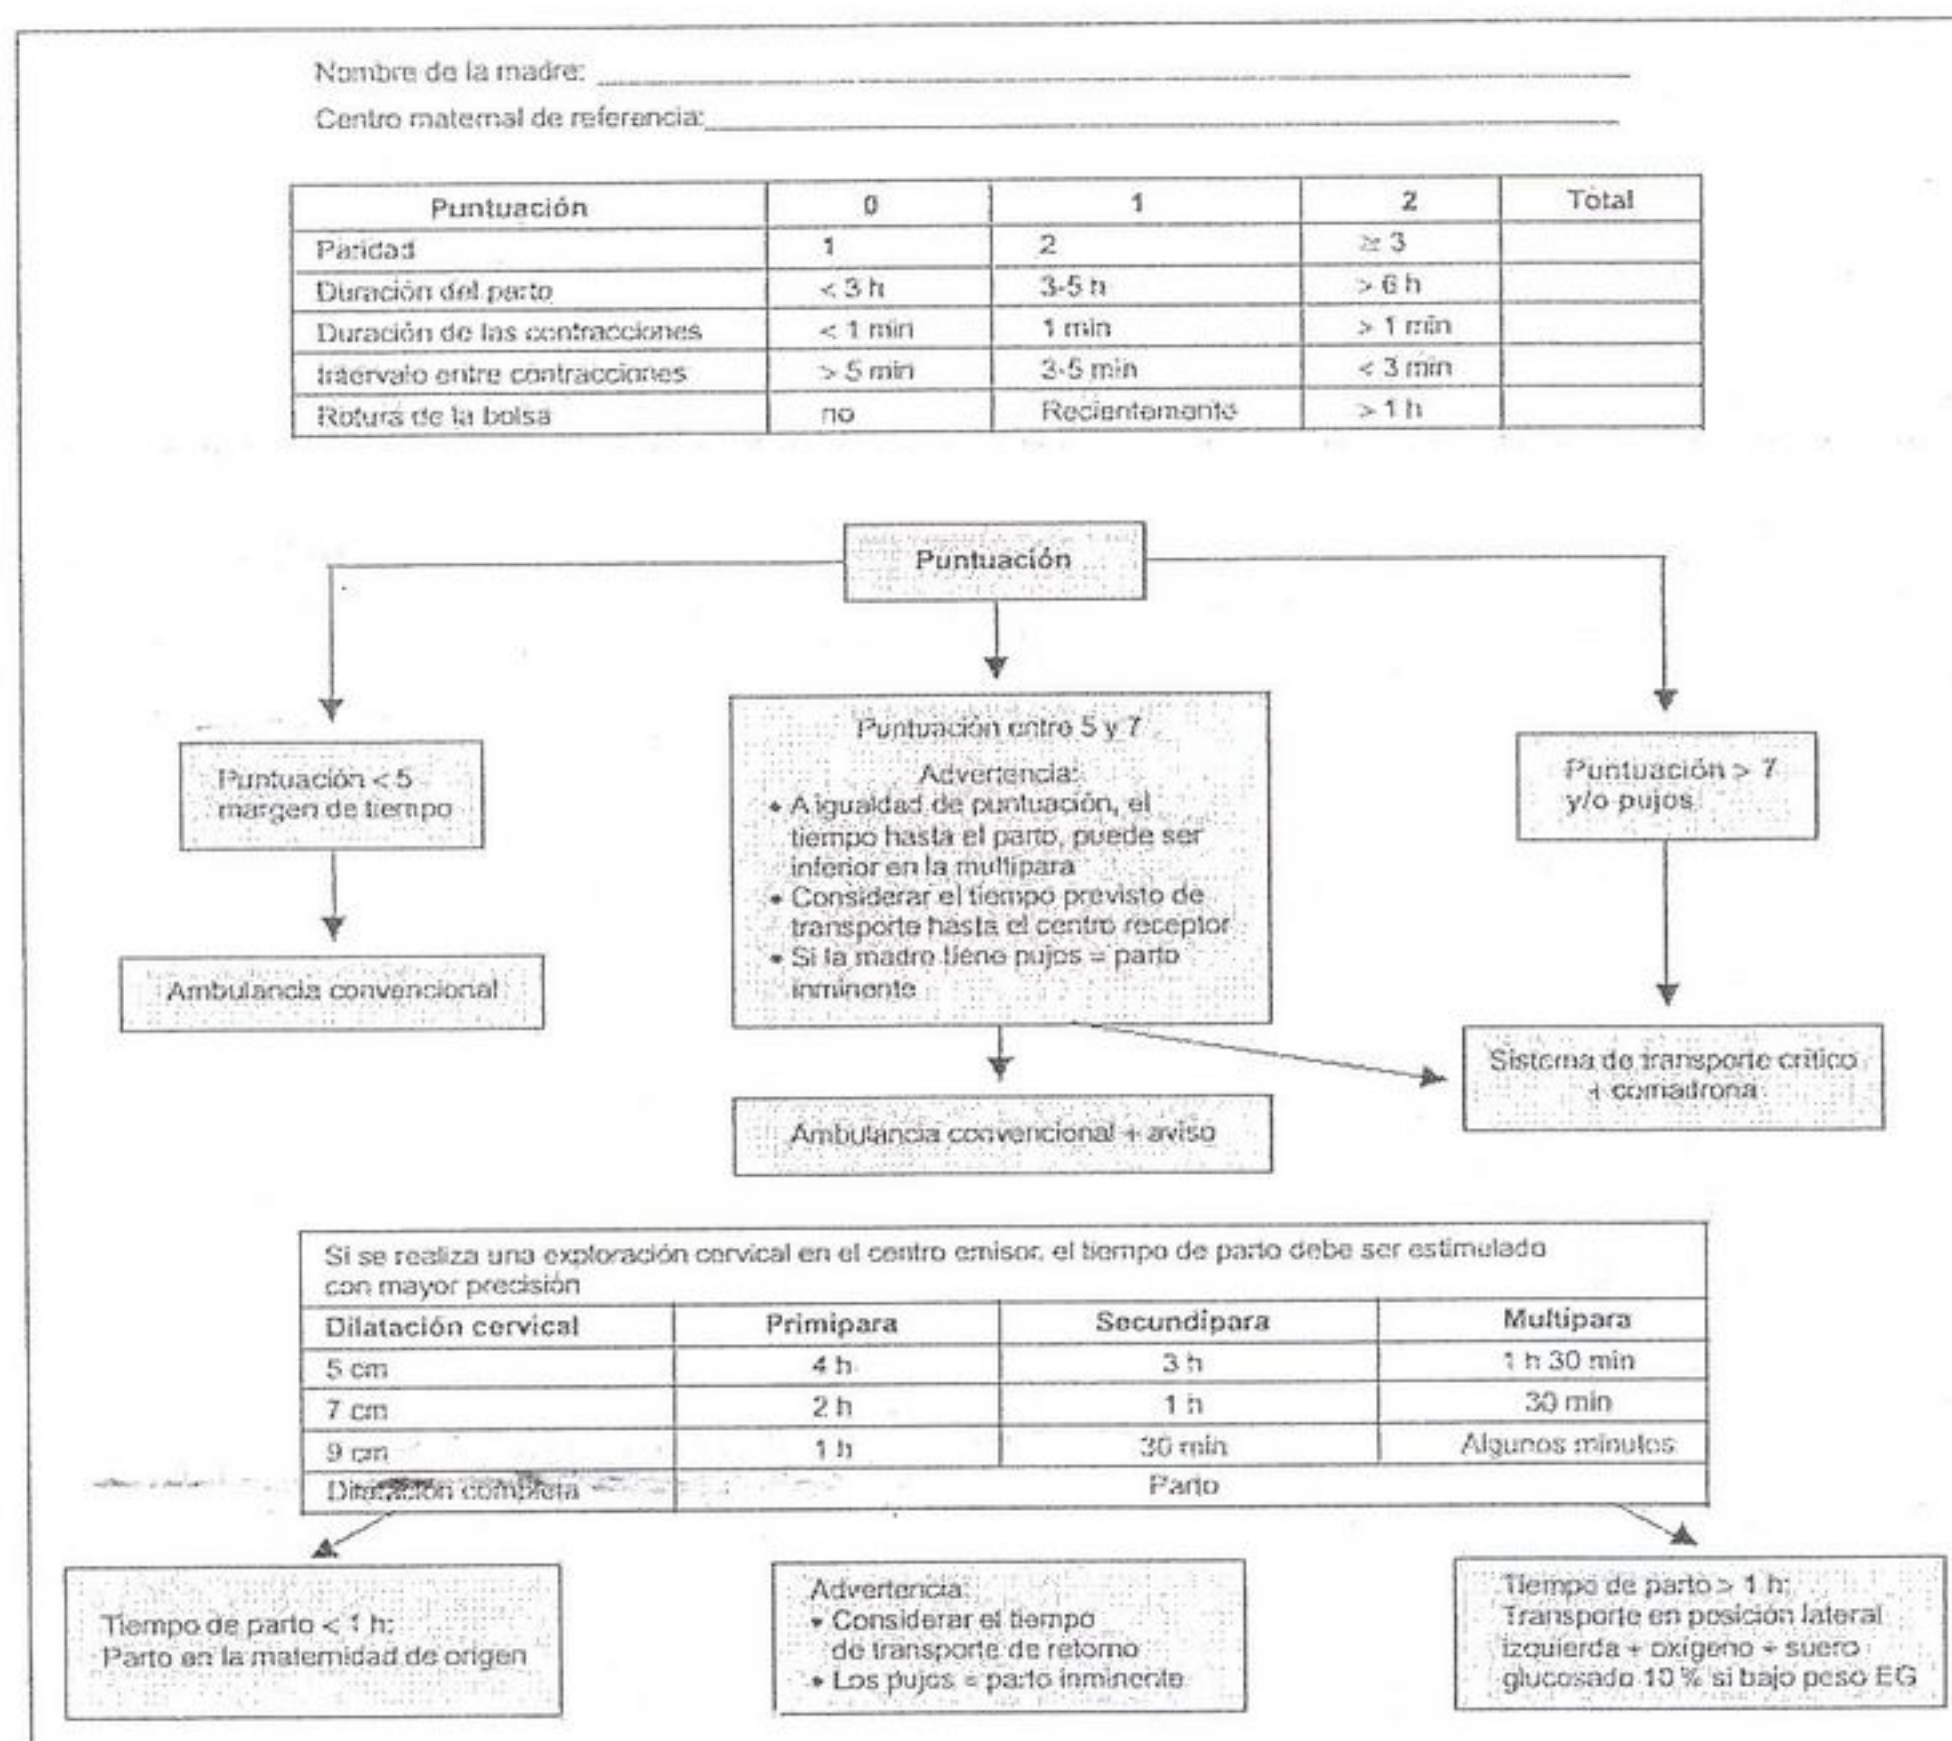 Nombre de la madre:
Centro maternal de referencia:
Puntuación 0 1 2 Total
Paridad 1 2 ≥ 3
Duración del parto < 3 h 3-5 h > 6 h
Duración de las contracciones < 1 min 1 min > 1 min
Intervalo entre contracciones > 5 min 3-5 min < 3 min
Rotura de la bolsa no Recientemente > 1 h
Puntuación
Puntuación < 5
margen de tiempo
Ambulancia convencional
Puntuación entre 5 y 7
Advertencia:
• A igualdad de puntuación, el
tiempo hasta el parto, puede ser
inferior en la multipara
• Considerar el tiempo previsto de
transporte hasta el centro receptor
• Si la madre tiene pujos = parto
inminente
Ambulancia convencional + aviso
Puntuación > 7
y/o pujos
Sistema de transporte crítico
+ comadrona
Si se realiza una exploración cervical en el centro emisor, el tiempo de parto debe ser estimulado
con mayor precisión
Dilatación cervical Primipara Secundipara Multipara
5 cm 4 h 3 h 1 h 30 min
7 cm 2 h 1 h 30 min
9 cm 1 h 30 min Algunos minutos
Dilatación completa Parto
Tiempo de parto < 1 h:
Parto en la maternidad de origen
Advertencia:
• Considerar el tiempo
de transporte de retorno
• Los pujos = parto inminente
Tiempo de parto > 1 h:
Transporte en posición lateral
izquierda + oxígeno + suero
glucosado 10 % si bajo peso EG